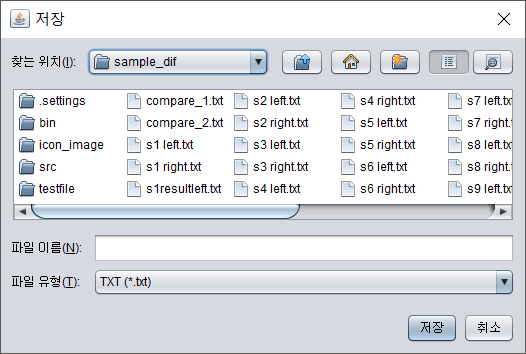 저장
찾는 위치(I):
sample_dif
.settings compare_1.txt s2 left.txt s4 right.txt s7 left.txt
bin compare_2.txt s2 right.txt s5 left.txt s7 right.txt
icon_image s1 left.txt s3 left.txt s5 right.txt s8 left.txt
src s1 right.txt s3 right.txt s6 left.txt s8 right.txt
testfile s1resultleft.txt s4 left.txt s6 right.txt s9 left.txt
파일 이름(N):
파일 유형(T): TXT (*.txt)
저장 취소